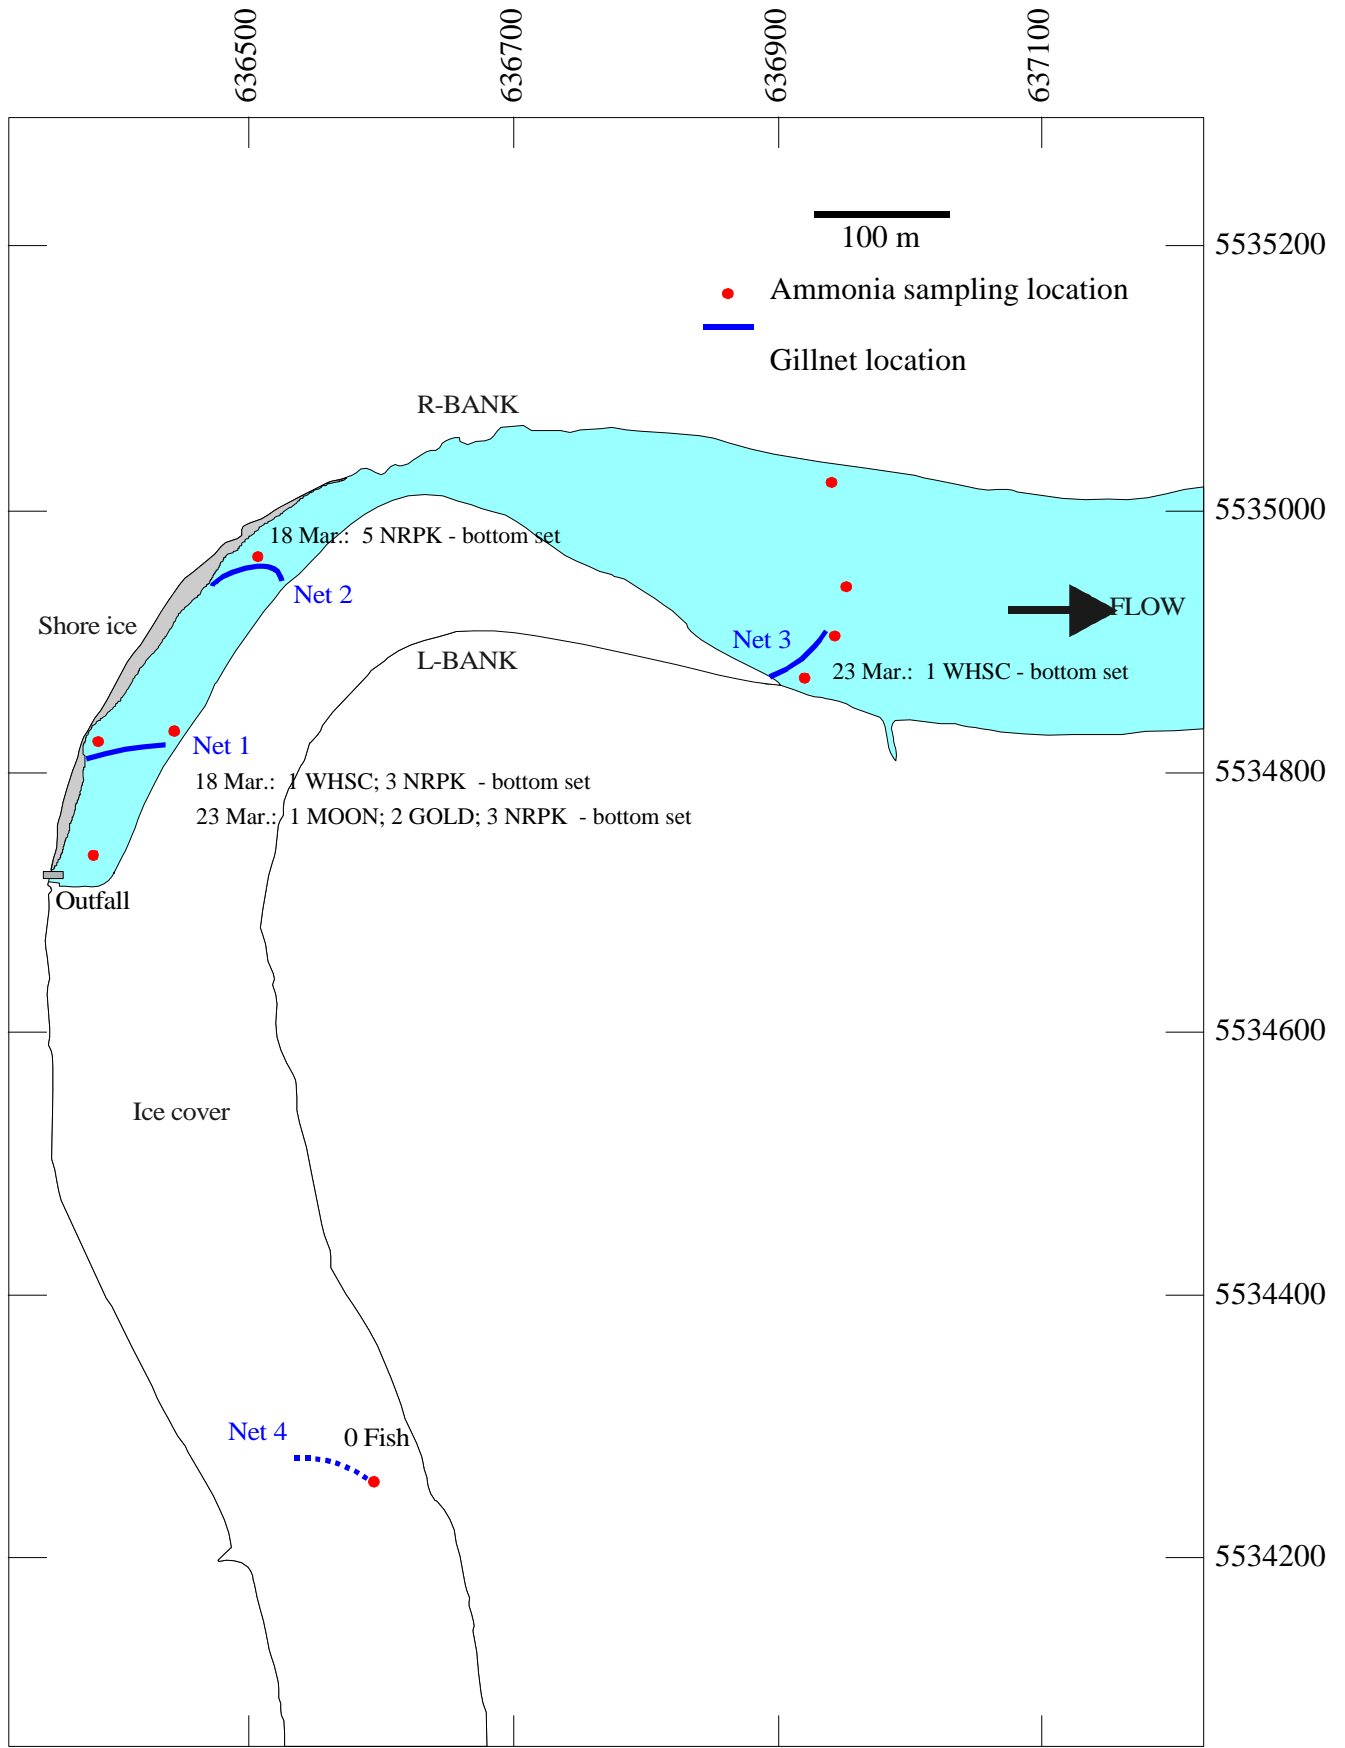 636500
636700
636900
637100
100 m
5535200
Ammonia sampling location
Gillnet location
R-BANK
5535000
18 Mar.: 5 NRPK - bottom set
Net 2
FLOW
Shore ice
Net 3
L-BANK
23 Mar.: 1 WHSC - bottom set
Net 1
18 Mar.: 1 WHSC; 3 NRPK - bottom set
5534800
23 Mar.: 1 MOON; 2 GOLD; 3 NRPK - bottom set
Outfall
5534600
Ice cover
5534400
Net 4
0 Fish
5534200